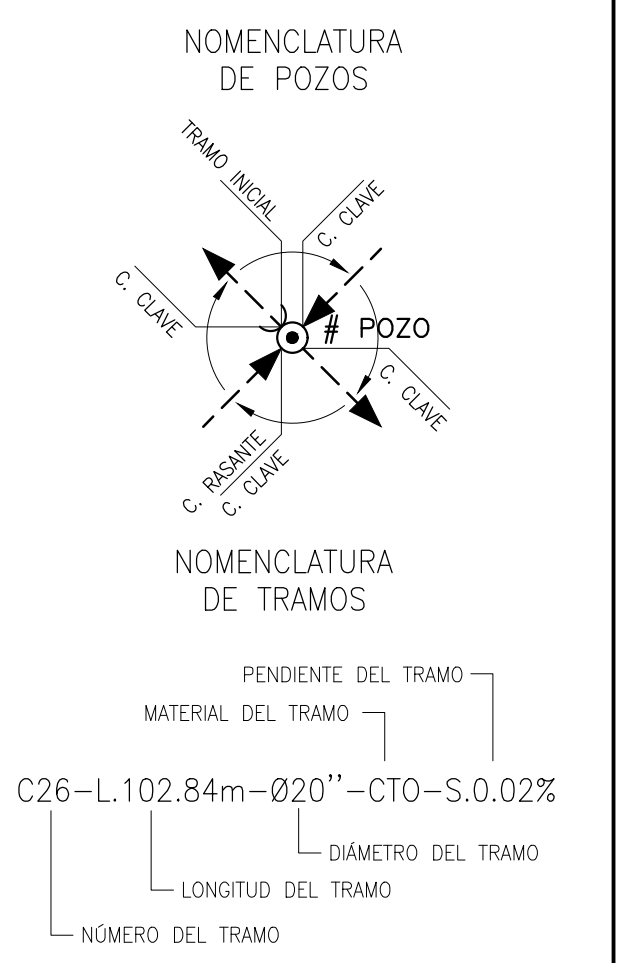 NOMENCLATURA
DE POZOS
TRAMO INICIAL
C. CLAVE
C. CLAVE
# POZO
C. CLAVE
C. RASANTE
C. CLAVE
NOMENCLATURA
DE TRAMOS
PENDIENTE DEL TRAMO
MATERIAL DEL TRAMO
C26-L.102.84m-Ø20''-CTO-S.0.02%
DIÁMETRO DEL TRAMO
LONGITUD DEL TRAMO
NÚMERO DEL TRAMO